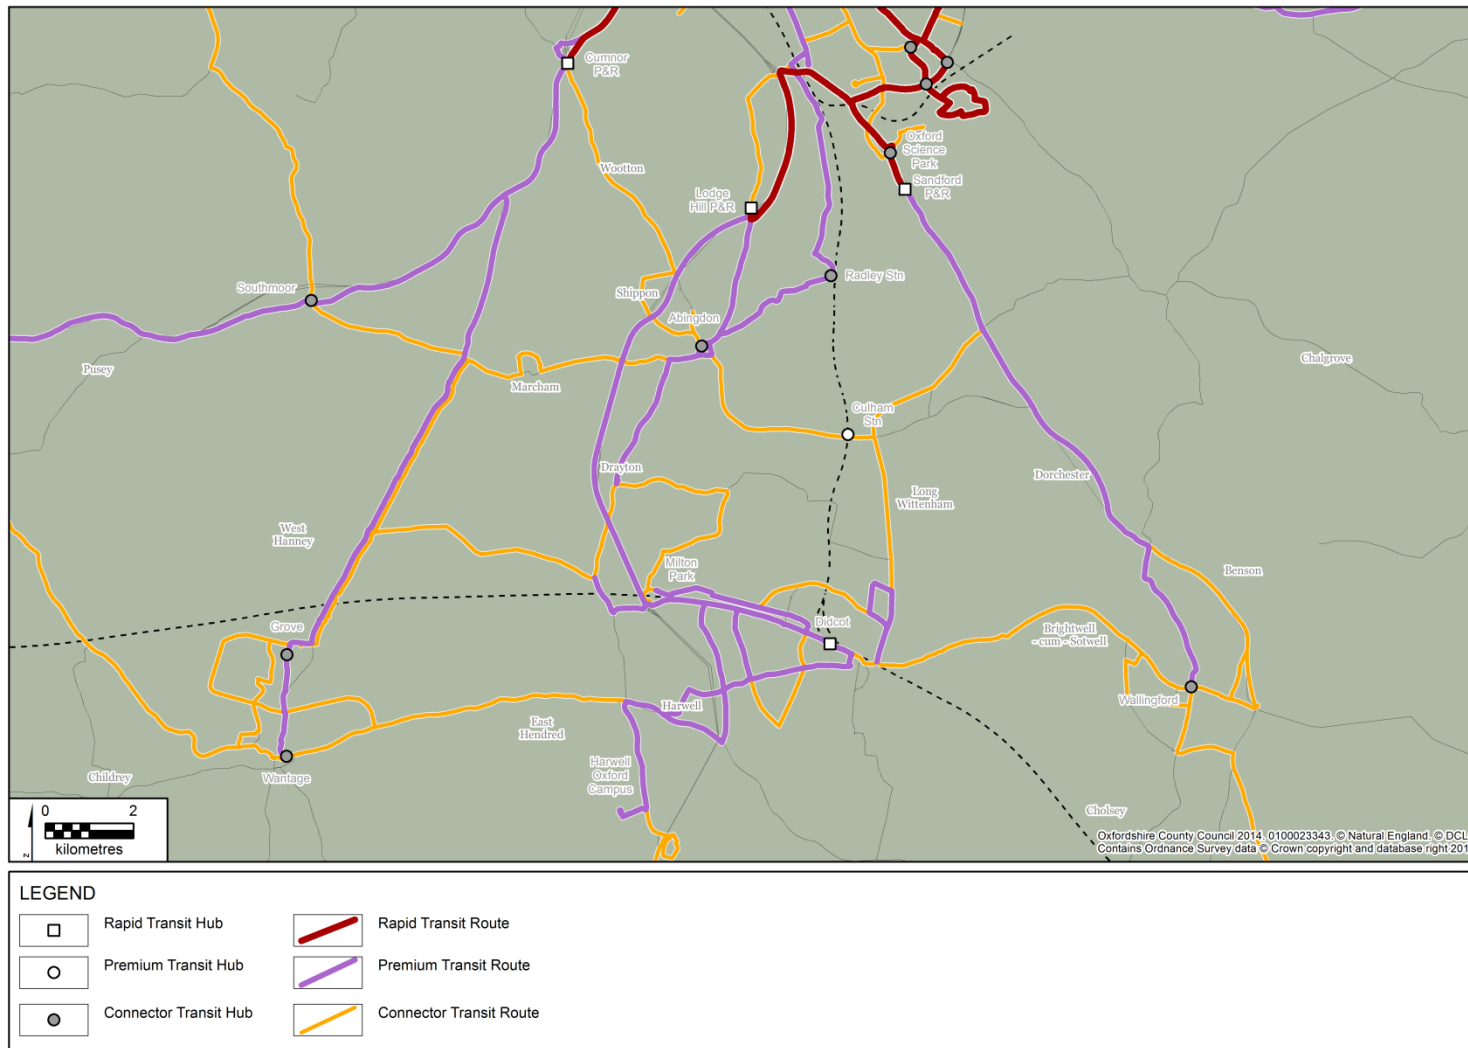 Cumnor
P&R
Oxford
Science
Park
Wootton
Sandford
P&R
Lodge
Hill P&R
Radley Stn
Southmoor
Shippon
Abingdon
Chalgrove
Pusey
Marcham
Culham
Stn
Drayton
Dorchester
Long
Wittenham
West
Hanney
Milton
Park
Benson
Grove
Didcot
Brightwell
- cum - Sotwell
Harwell
Wallingford
East
Hendred
Harwell
Oxford
Campus
Childrey
Wantage
Cholsey
0 2
kilometres
z
Oxfordshire County Council 2014. 0100023343. © Natural England. © DCL
Contains Ordnance Survey data © Crown copyright and database right 201
LEGEND
Rapid Transit Hub
Rapid Transit Route
Premium Transit Hub
Premium Transit Route
Connector Transit Hub
Connector Transit Route